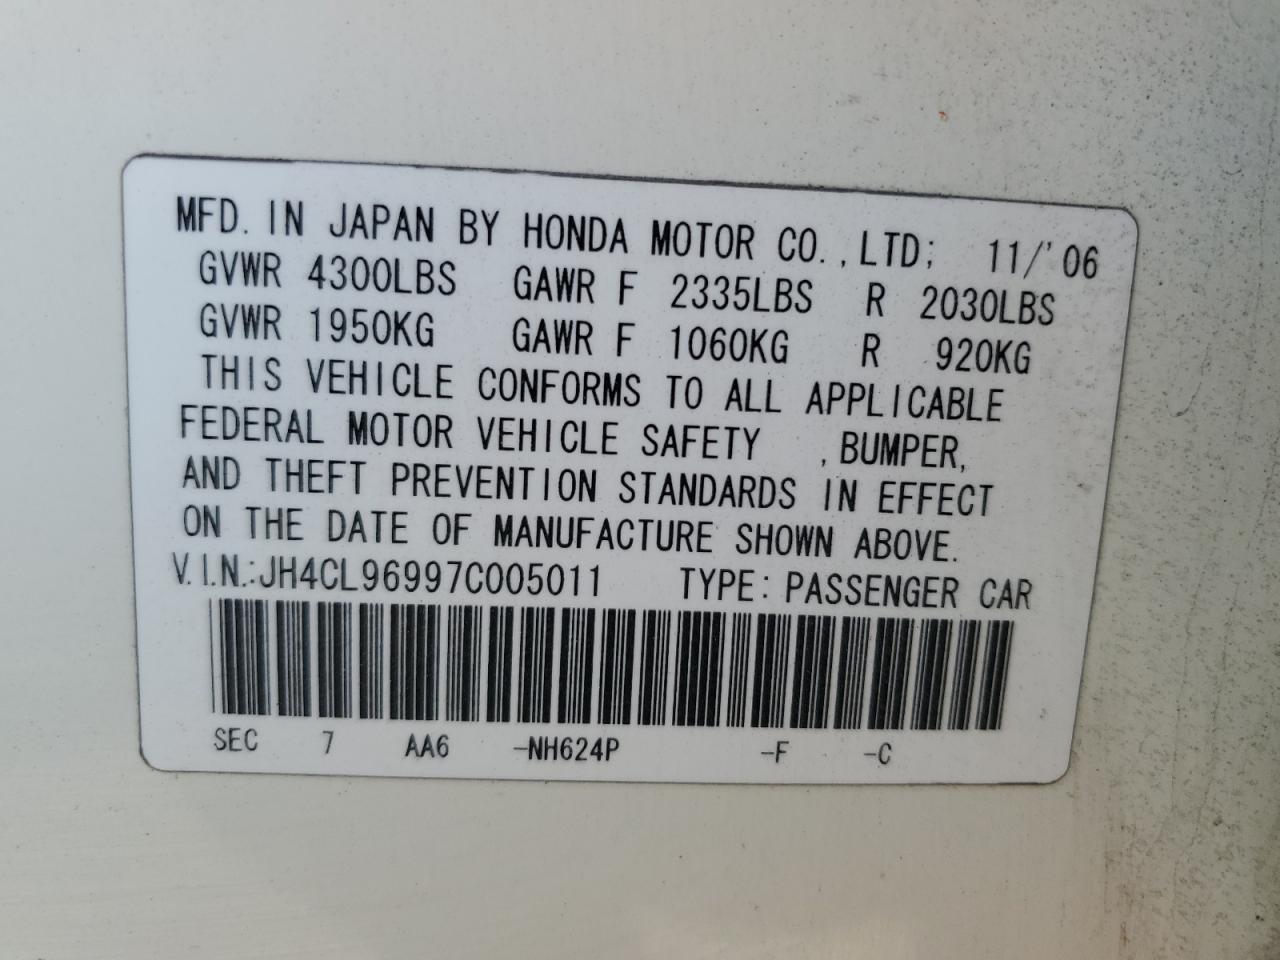 MFD. IN JAPAN BY HONDA MOTOR CO., LTD; 11/'06
GVWR 4300LBS GAWR F 2335LBS R 2030LBS
GVWR 1950KG GAWR F 1060KG R 920KG
THIS VEHICLE CONFORMS TO ALL APPLICABLE
FEDERAL MOTOR VEHICLE SAFETY , BUMPER,
AND THEFT PREVENTION STANDARDS IN EFFECT
ON THE DATE OF MANUFACTURE SHOWN ABOVE.
V.I.N.:JH4CL96997C005011 TYPE: PASSENGER CAR
SEC 7 AA6 -NH624P -F -C